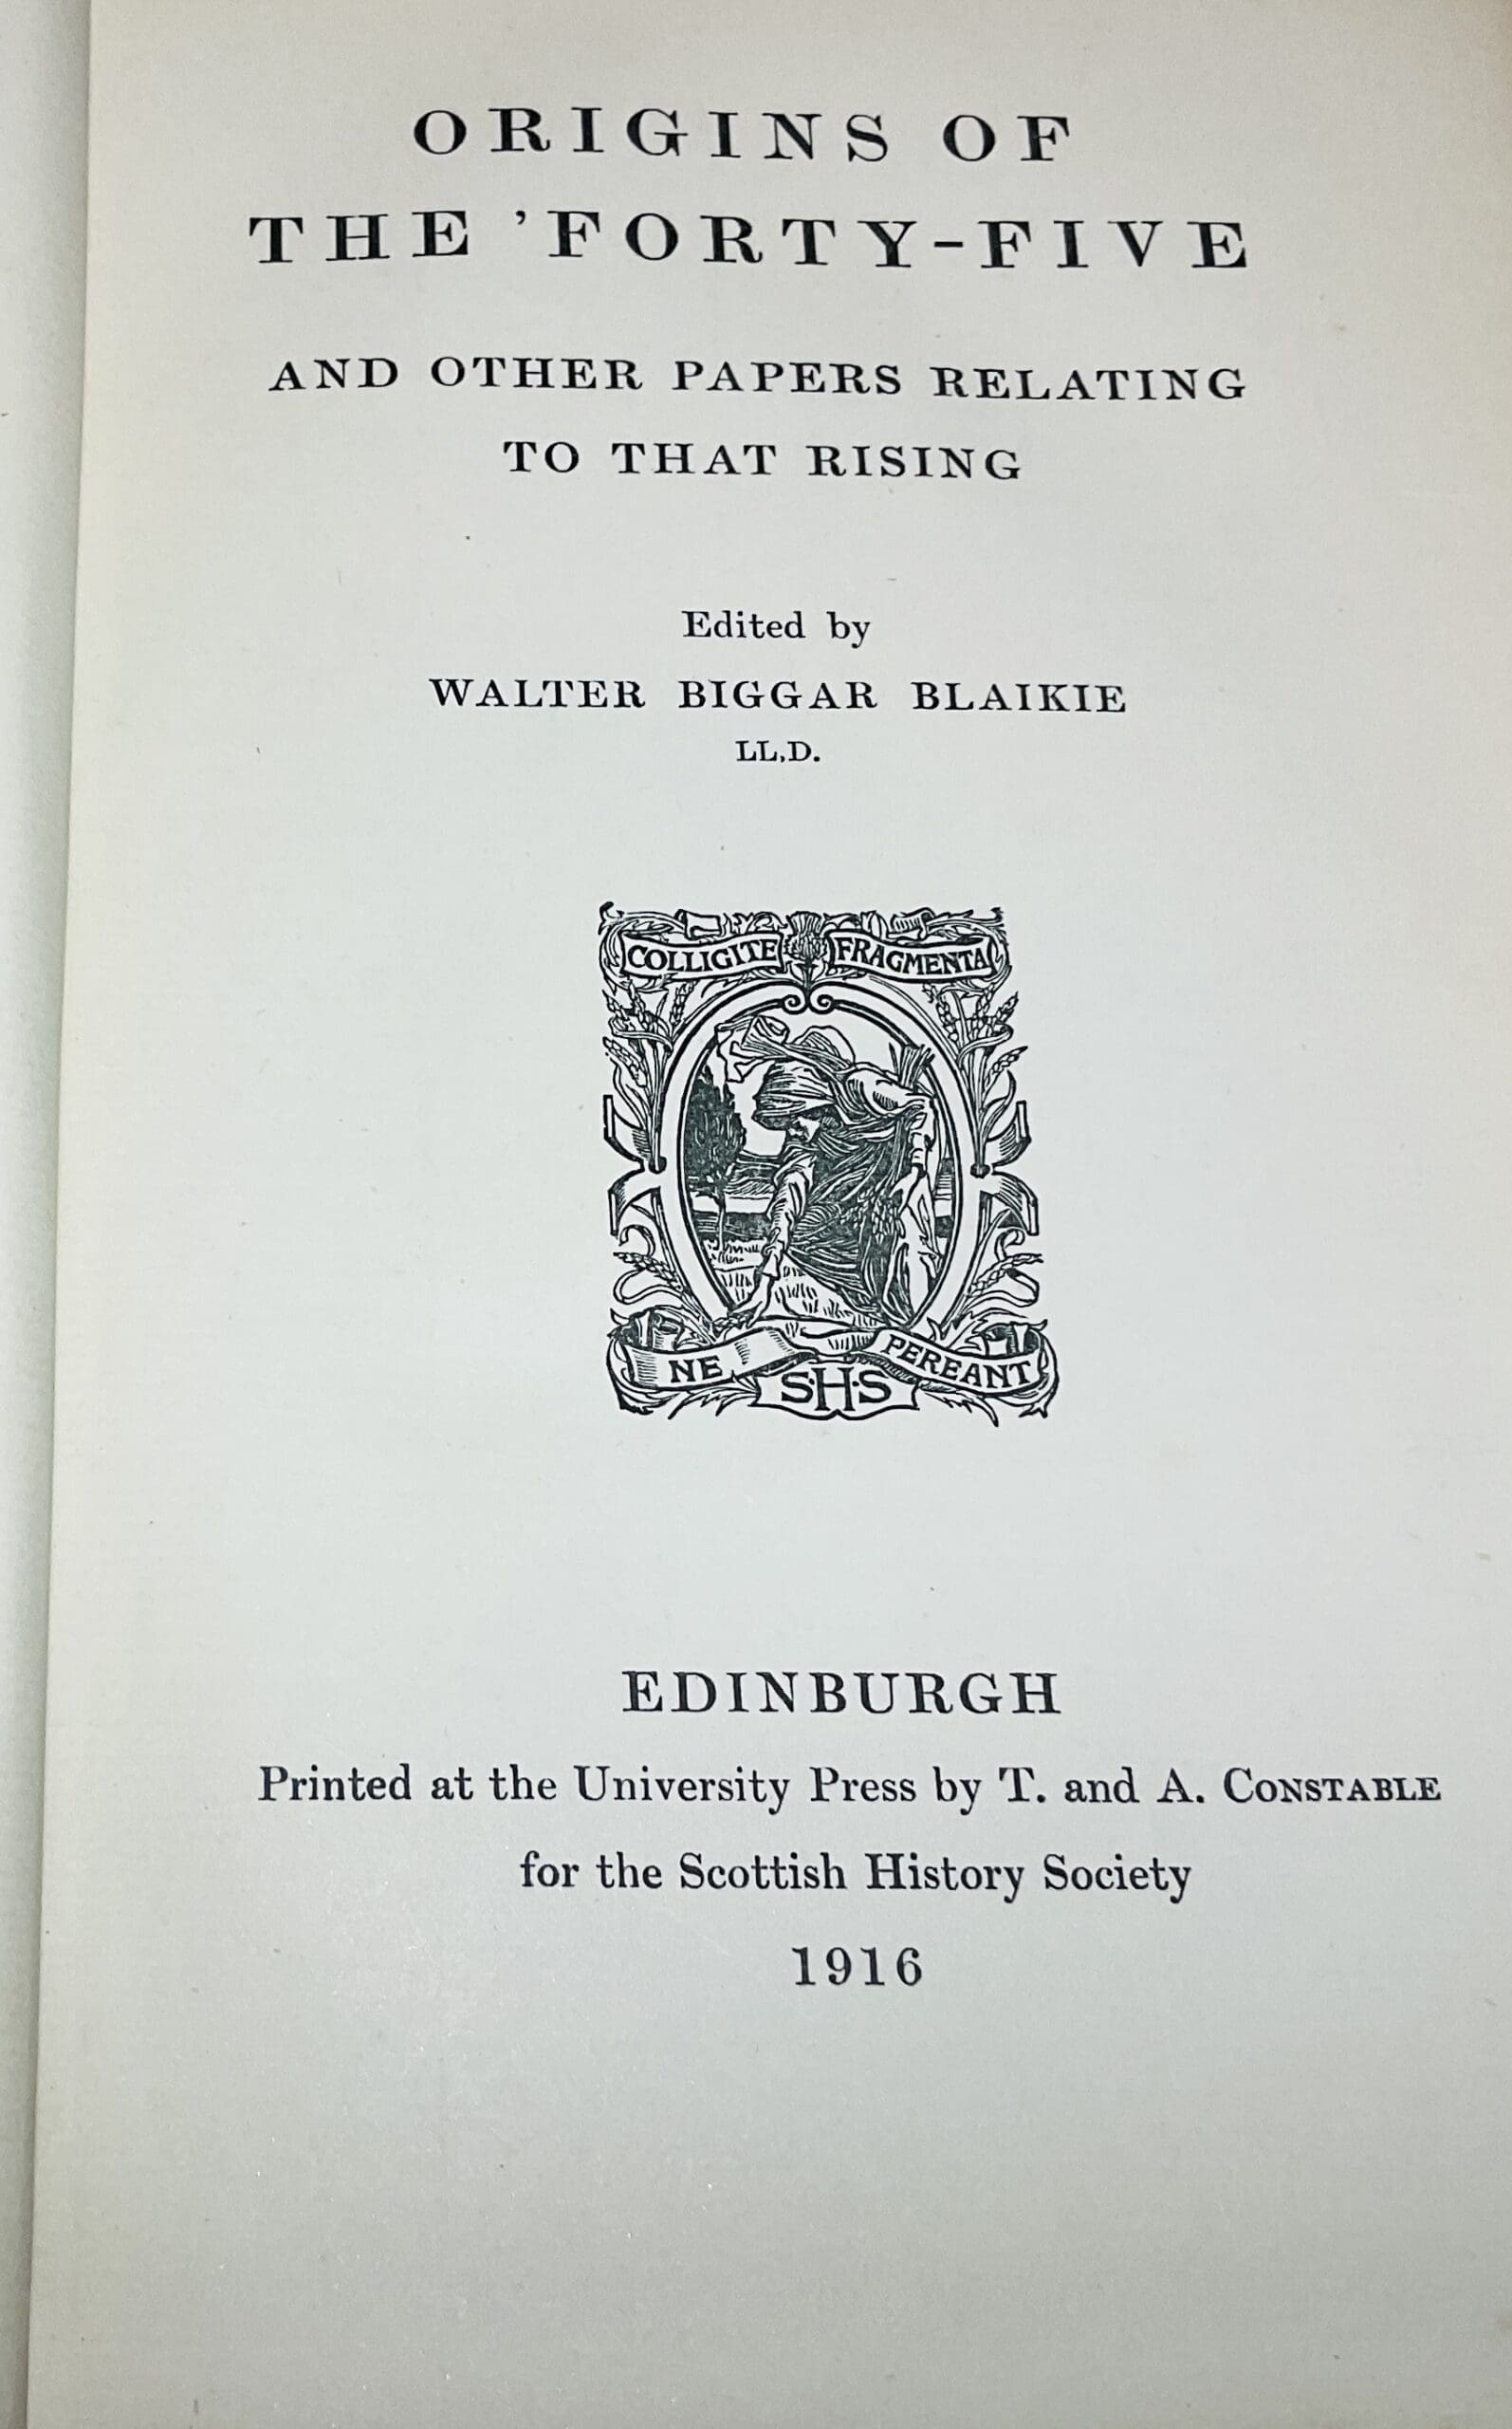 ORIGINS OF
THE 'FORTY-FIVE
AND OTHER PAPERS RELATING
TO THAT RISING
Edited by
WALTER BIGGAR BLAIKIE
LL.D.
COLLIGITE FRAGMENTA
NE PEREANT
S·H·S
EDINBURGH
Printed at the University Press by T. and A. CONSTABLE
for the Scottish History Society
1916